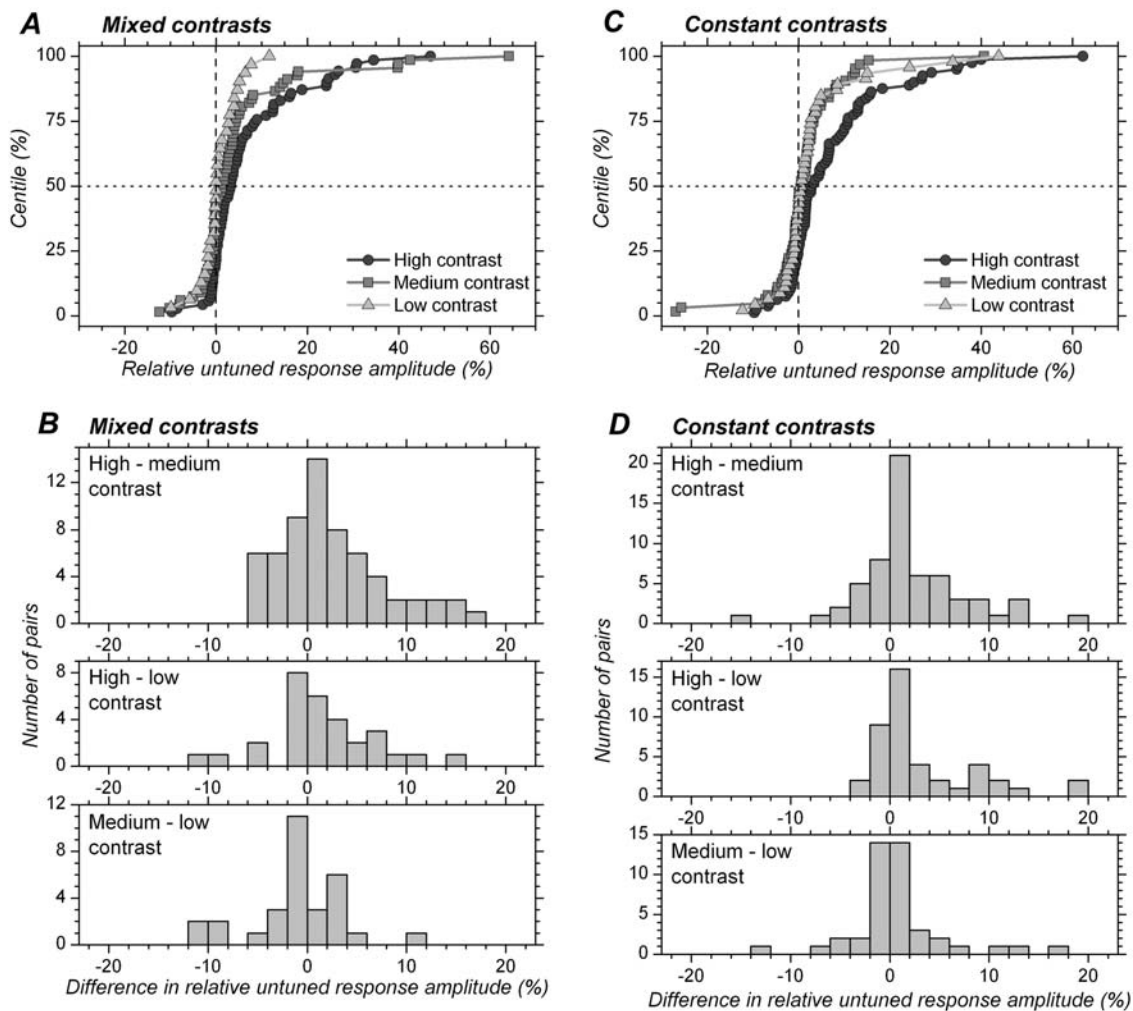 A Mixed contrasts
100
75
50
25
0
Centile (%)
High contrast
Medium contrast
Low contrast
-20 0 20 40 60
Relative untuned response amplitude (%)
C Constant contrasts
100
75
50
25
0
Centile (%)
High contrast
Medium contrast
Low contrast
-20 0 20 40 60
Relative untuned response amplitude (%)
B Mixed contrasts
High - medium
contrast
12
8
4
0
-20 -10 0 10 20
High - low
contrast
8
4
0
-20 -10 0 10 20
Medium - low
contrast
12
8
4
0
-20 -10 0 10 20
Number of pairs
Difference in relative untuned response amplitude (%)
D Constant contrasts
High - medium
contrast
20
15
10
5
0
-20 -10 0 10 20
High - low
contrast
15
10
5
0
-20 -10 0 10 20
Medium - low
contrast
15
10
5
0
-20 -10 0 10 20
Number of pairs
Difference in relative untuned response amplitude (%)